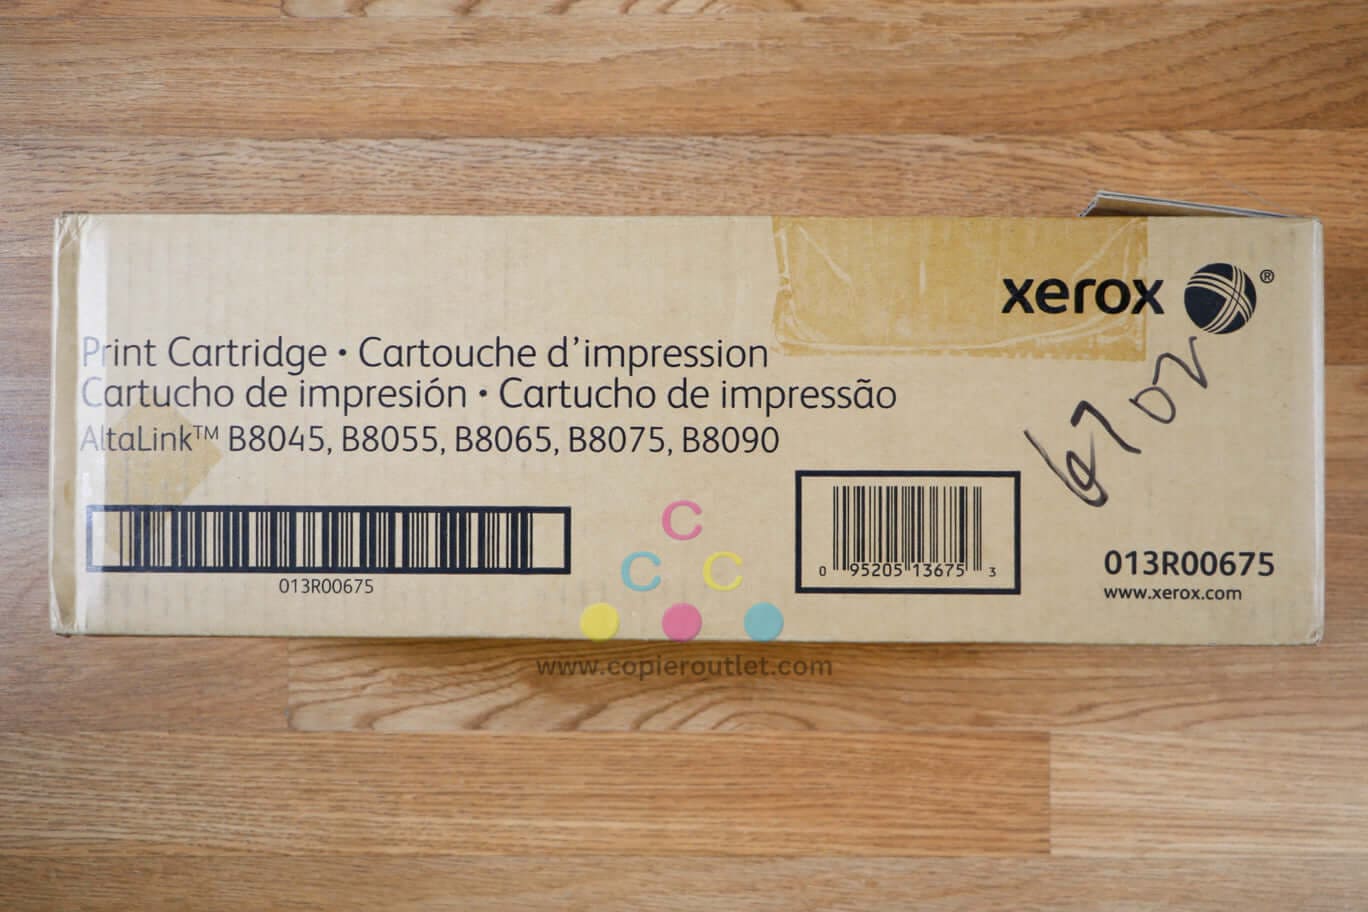 xerox ®
Print Cartridge • Cartouche d'impression
Cartucho de impresión • Cartucho de impressão
AltaLink™ B8045, B8055, B8065, B8075, B8090
6702
013R00675
0 95205 13675 3
013R00675
www.xerox.com
C
C C
www.copieroutlet.com